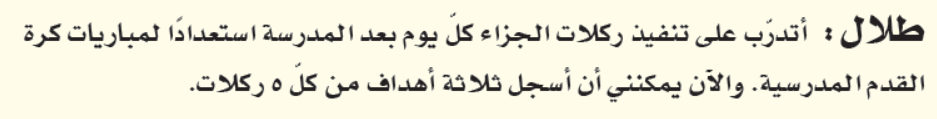 طلال : أتدرّب على تنفيذ ركلات الجزاء كلّ يوم بعد المدرسة استعدادًا لمباريات كرة
القدم المدرسية. والآن يمكنني أن أسجل ثلاثة أهداف من كلّ ٥ ركلات.